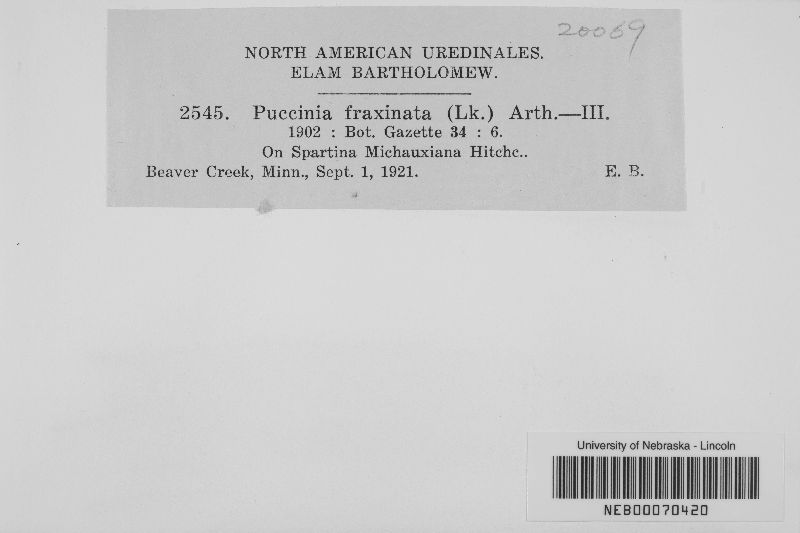 20069
NORTH AMERICAN UREDINALES.
ELAM BARTHOLOMEW.
2545. Puccinia fraxinata (Lk.) Arth.—III.
1902 : Bot. Gazette 34 : 6.
On Spartina Michauxiana Hitchc..
Beaver Creek, Minn., Sept. 1, 1921. E. B.
University of Nebraska - Lincoln
NEB00070420